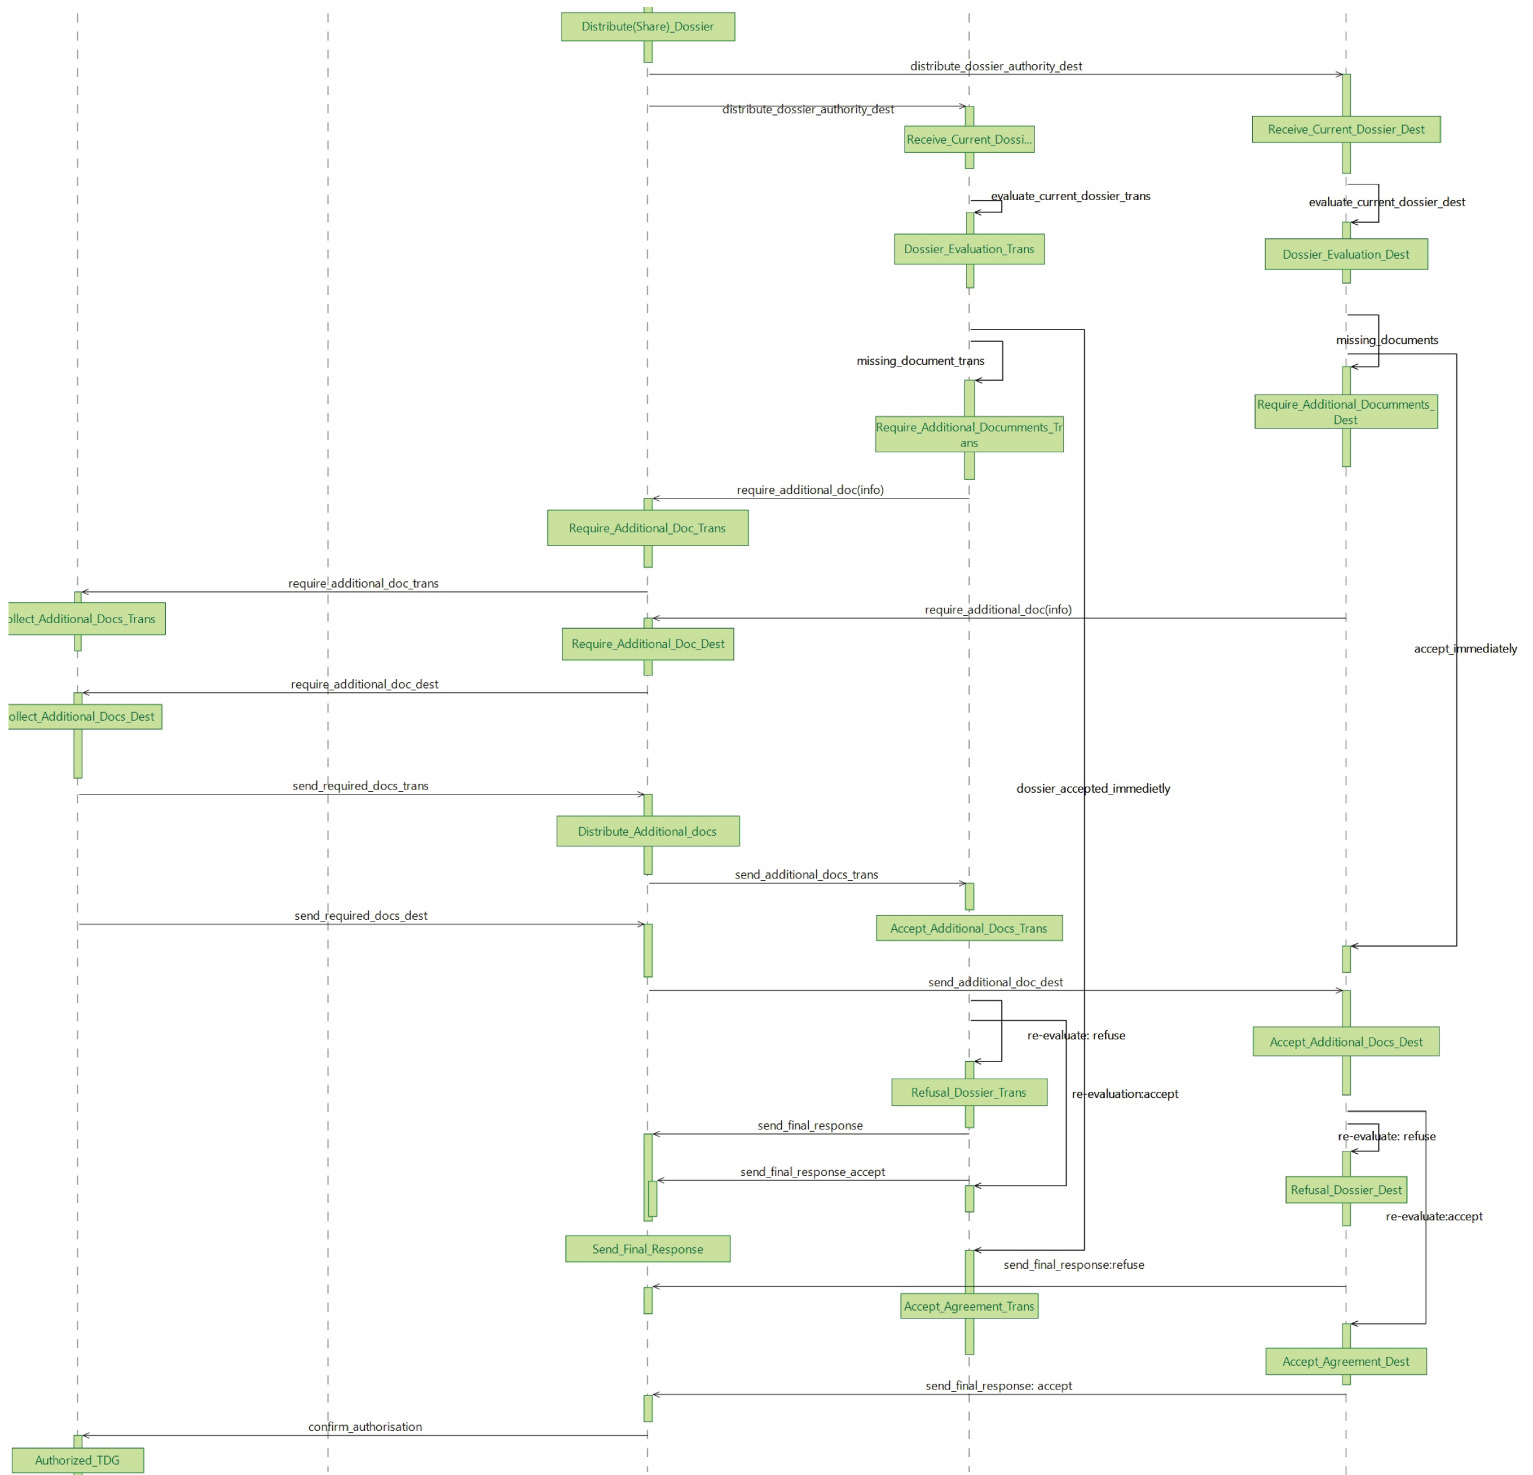 Distribute(Share)_Dossier
distribute_dossier_authority_dest
distribute_dossier_authority_dest
Receive_Current_Dossi...
Receive_Current_Dossier_Dest
evaluate_current_dossier_trans
evaluate_current_dossier_dest
Dossier_Evaluation_Trans
Dossier_Evaluation_Dest
missing_documents
missing_document_trans
Require_Additional_Documments_
Dest
Require_Additional_Documments_Tr
ans
require_additional_doc(info)
Require_Additional_Doc_Trans
require_additional_doc_trans
require_additional_doc(info)
ollect_Additional_Docs_Trans
Require_Additional_Doc_Dest
accept_immediately
require_additional_doc_dest
ollect_Additional_Docs_Dest
send_required_docs_trans
dossier_accepted_immedietly
Distribute_Additional_docs
send_additional_docs_trans
send_required_docs_dest
Accept_Additional_Docs_Trans
send_additional_doc_dest
re-evaluate: refuse
Accept_Additional_Docs_Dest
Refusal_Dossier_Trans
re-evaluation:accept
send_final_response
re-evaluate: refuse
send_final_response_accept
Refusal_Dossier_Dest
re-evaluate:accept
Send_Final_Response
send_final_response:refuse
Accept_Agreement_Trans
Accept_Agreement_Dest
send_final_response: accept
confirm_authorisation
Authorized_TDG